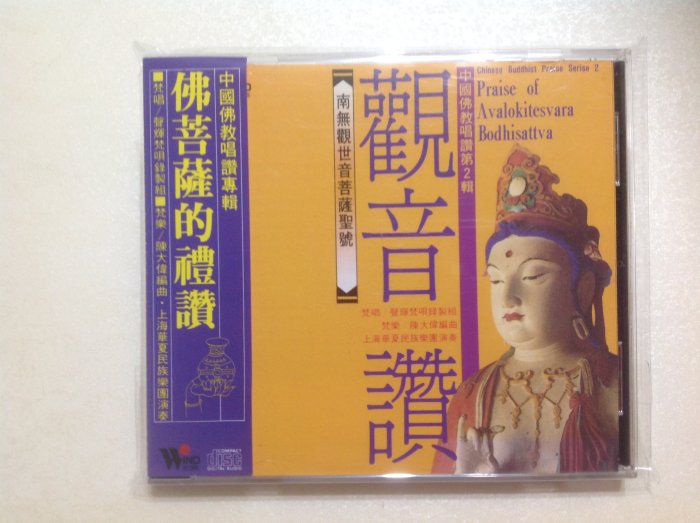 中國佛教唱讚專輯
佛菩薩的禮讚
■梵唱/聲輝梵唄錄製組■梵樂/陳大偉編曲·上海華夏民族樂團演奏
WIND
COMPACT
disc
DIGITAL AUDIO
Chinese Buddhist Praise Serise 2
Praise of
Avalokitesvara
Bodhisattva
中國佛教唱讚第2輯
觀音讚
南無觀世音菩薩聖號
梵唱/聲輝梵唄錄製組
梵樂/陳大偉編曲
上海華夏民族樂團演奏